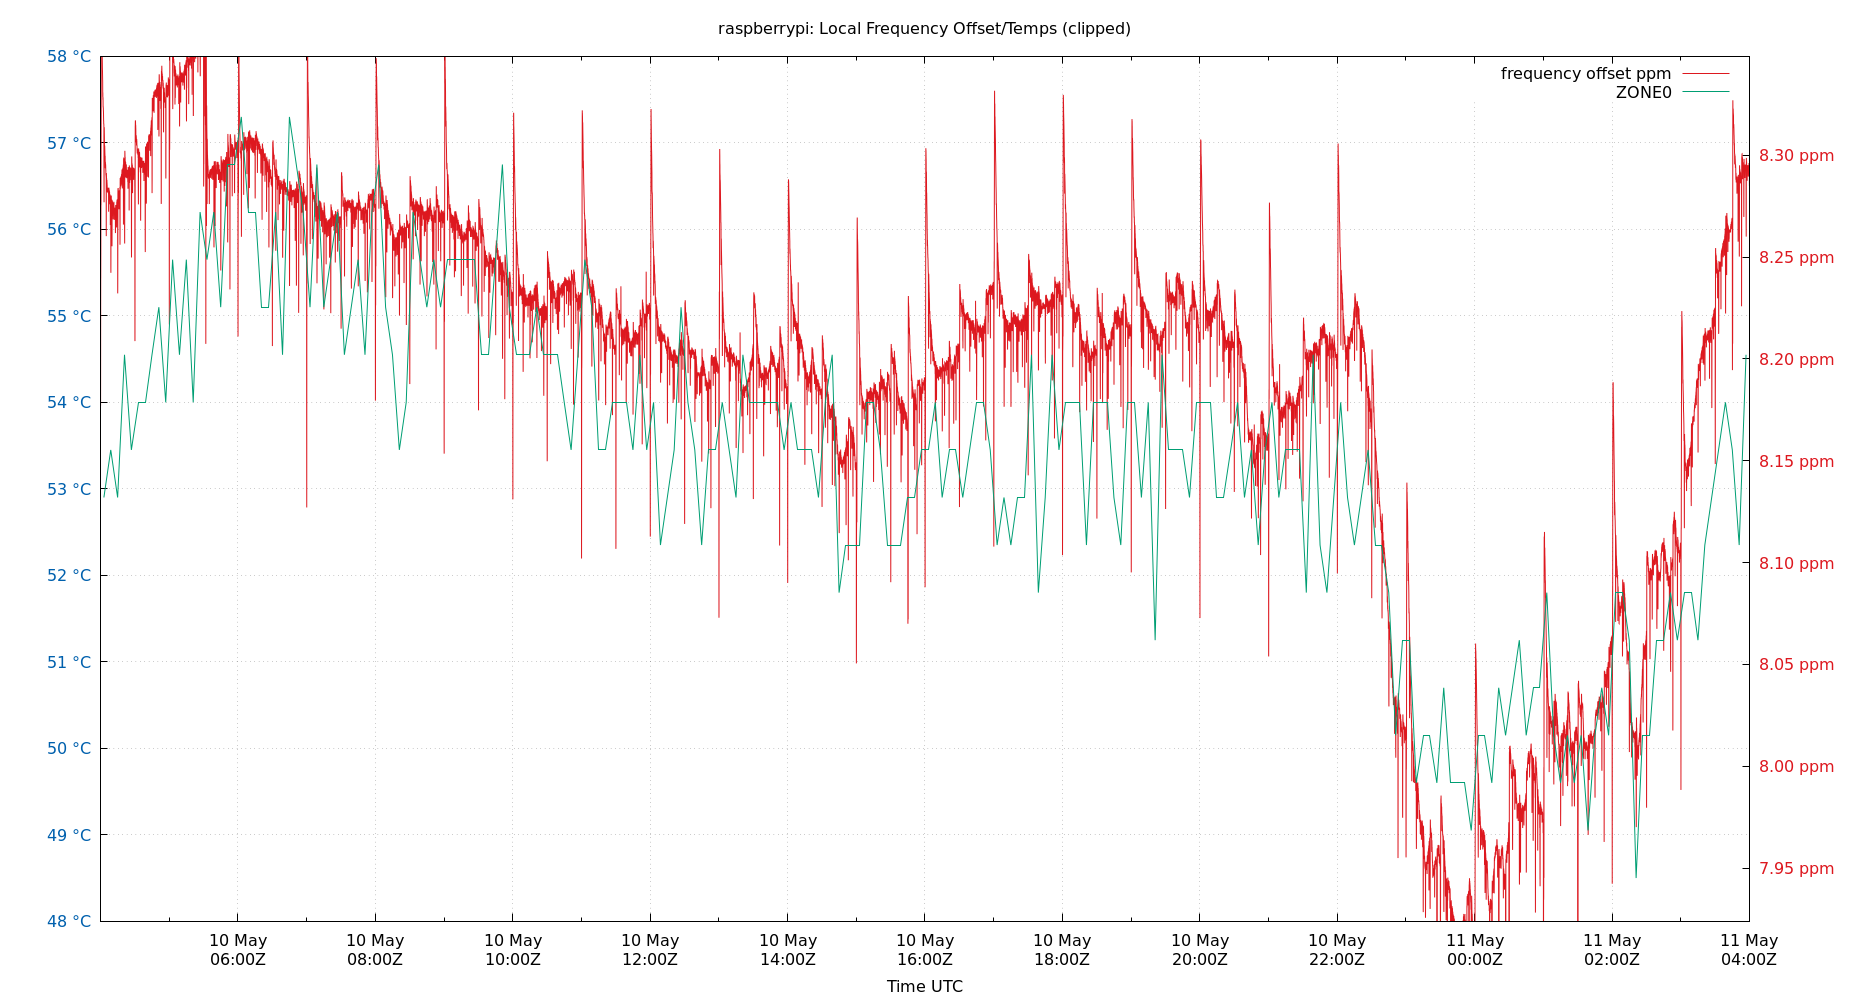 raspberrypi: Local Frequency Offset/Temps (clipped)
frequency offset ppm
ZONE0
58 °C
57 °C
56 °C
55 °C
54 °C
53 °C
52 °C
51 °C
50 °C
49 °C
48 °C
8.30 ppm
8.25 ppm
8.20 ppm
8.15 ppm
8.10 ppm
8.05 ppm
8.00 ppm
7.95 ppm
10 May
06:00Z
10 May
08:00Z
10 May
10:00Z
10 May
12:00Z
10 May
14:00Z
10 May
16:00Z
10 May
18:00Z
10 May
20:00Z
10 May
22:00Z
11 May
00:00Z
11 May
02:00Z
11 May
04:00Z
Time UTC